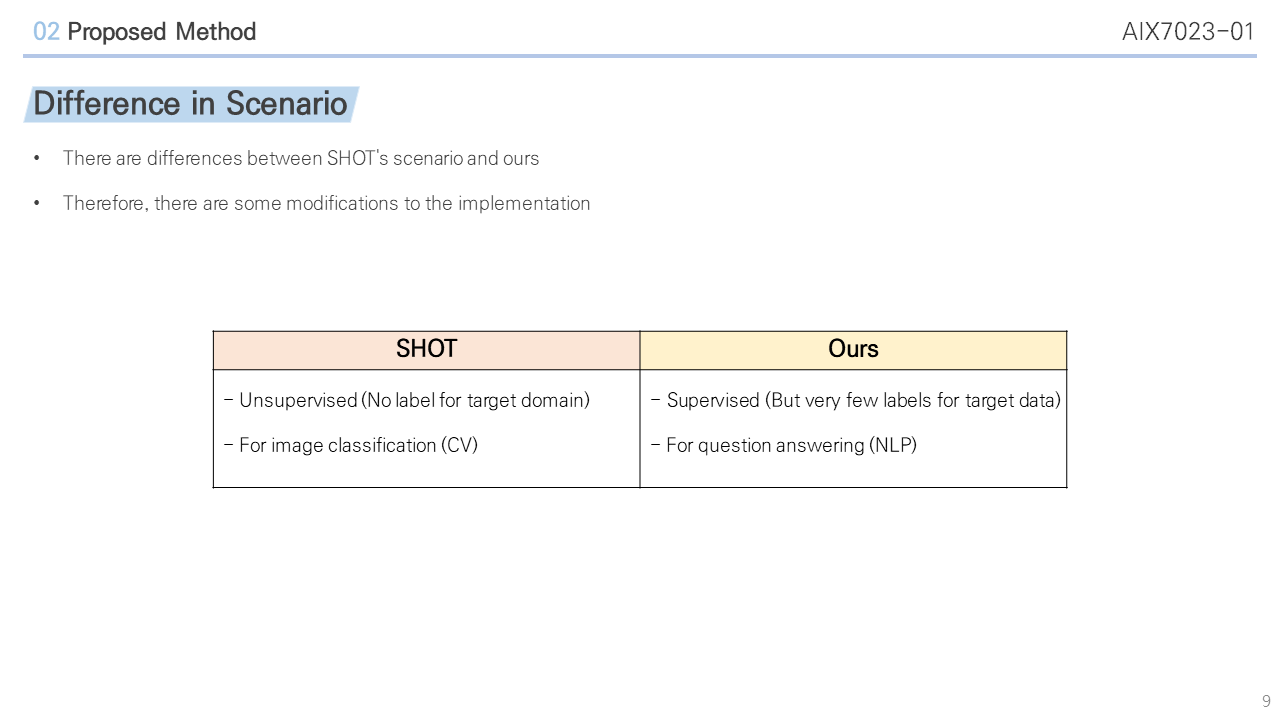 02 Proposed Method
AIX7023-01
Difference in Scenario
• There are differences between SHOT's scenario and ours
• Therefore, there are some modifications to the implementation
SHOT
Ours
- Unsupervised (No label for target domain)
- For image classification (CV)
- Supervised (But very few labels for target data)
- For question answering (NLP)
9